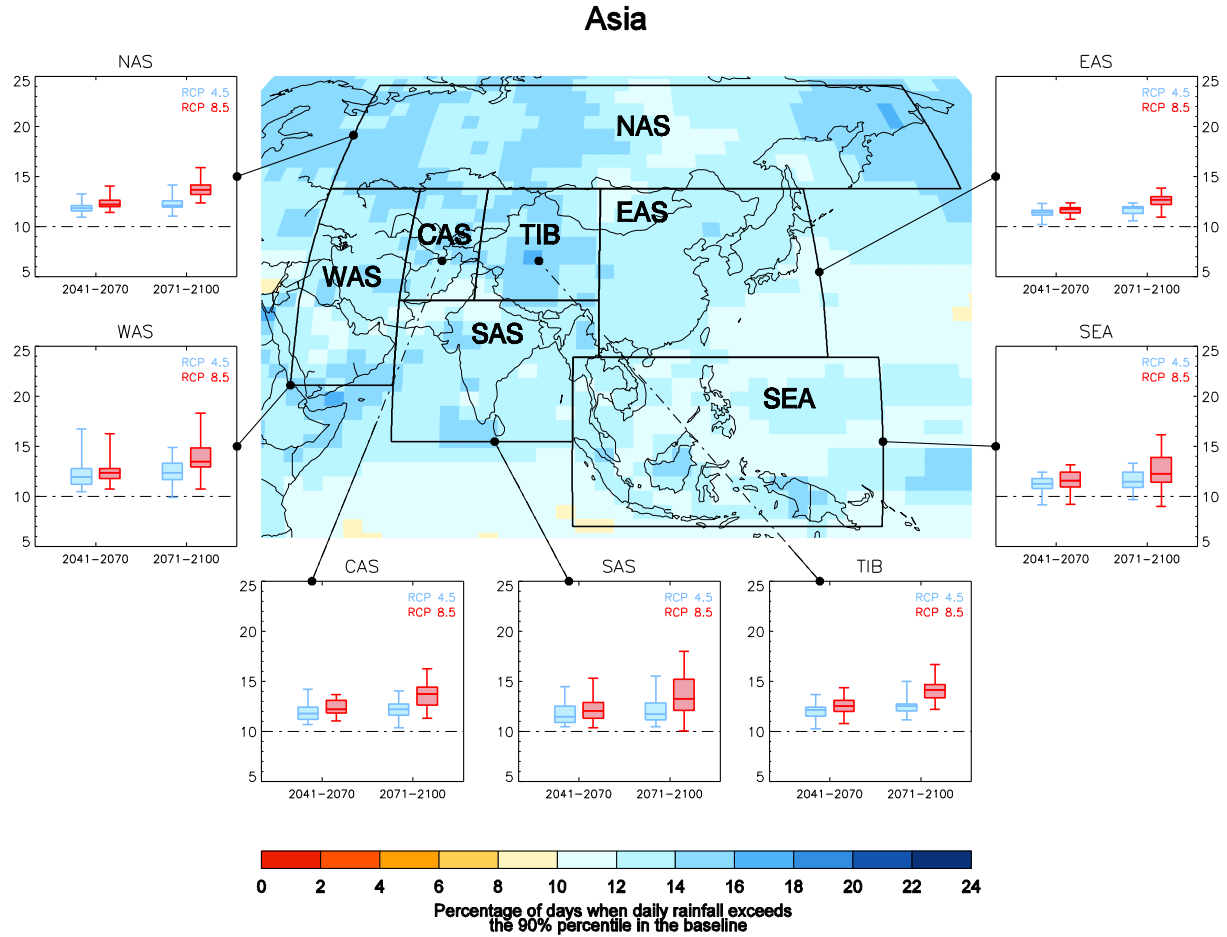 Asia
NAS
25
20
15
10
5
RCP 4.5
RCP 8.5
2041-2070 2071-2100
EAS
25
20
15
10
5
RCP 4.5
RCP 8.5
2041-2070 2071-2100
NAS
CAS
TIB
EAS
WAS
SAS
SEA
WAS
25
20
15
10
5
RCP 4.5
RCP 8.5
2041-2070 2071-2100
SEA
25
20
15
10
5
RCP 4.5
RCP 8.5
2041-2070 2071-2100
CAS
25
20
15
10
5
RCP 4.5
RCP 8.5
2041-2070 2071-2100
SAS
25
20
15
10
5
RCP 4.5
RCP 8.5
2041-2070 2071-2100
TIB
25
20
15
10
5
RCP 4.5
RCP 8.5
2041-2070 2071-2100
0 2 4 6 8 10 12 14 16 18 20 22 24
Percentage of days when daily rainfall exceeds
the 90% percentile in the baseline